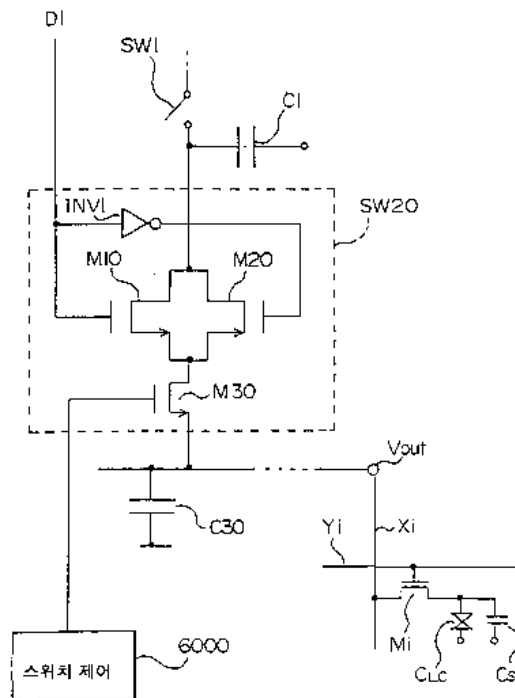 D1
SW1
C1
INV1
SW20
M10
M20
M30
Vout
C30
Yi
Xi
Mi
CLC
Cs
6000
스위치 제어